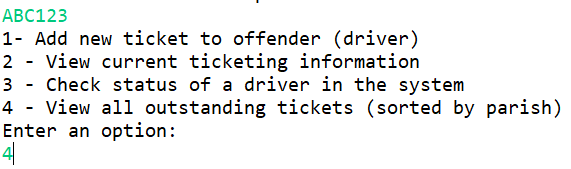 ABC123
1- Add new ticket to offender (driver)
2 - View current ticketing information
3 - Check status of a driver in the system
4 - View all outstanding tickets (sorted by parish)
Enter an option:
4